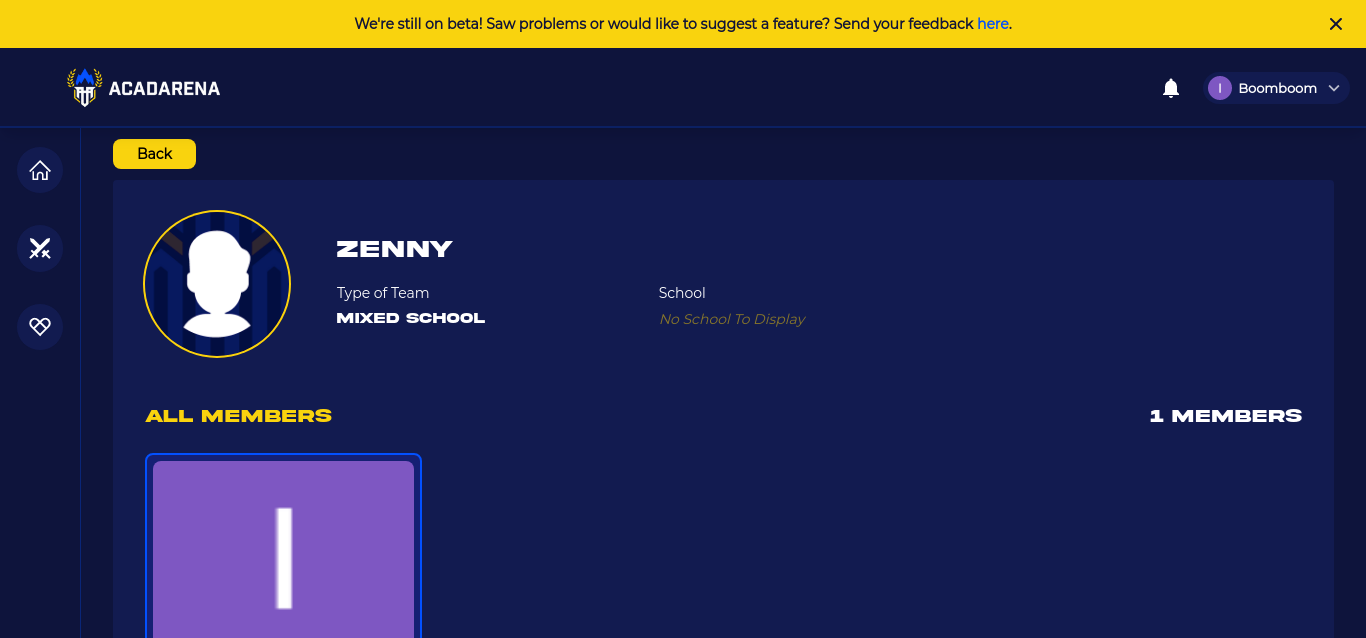 We're still on beta! Saw problems or would like to suggest a feature? Send your feedback here.
ACADARENA
I Boomboom
Back
ZENNY
Type of Team
School
MIXED SCHOOL
No School To Display
ALL MEMBERS
1 MEMBERS
I